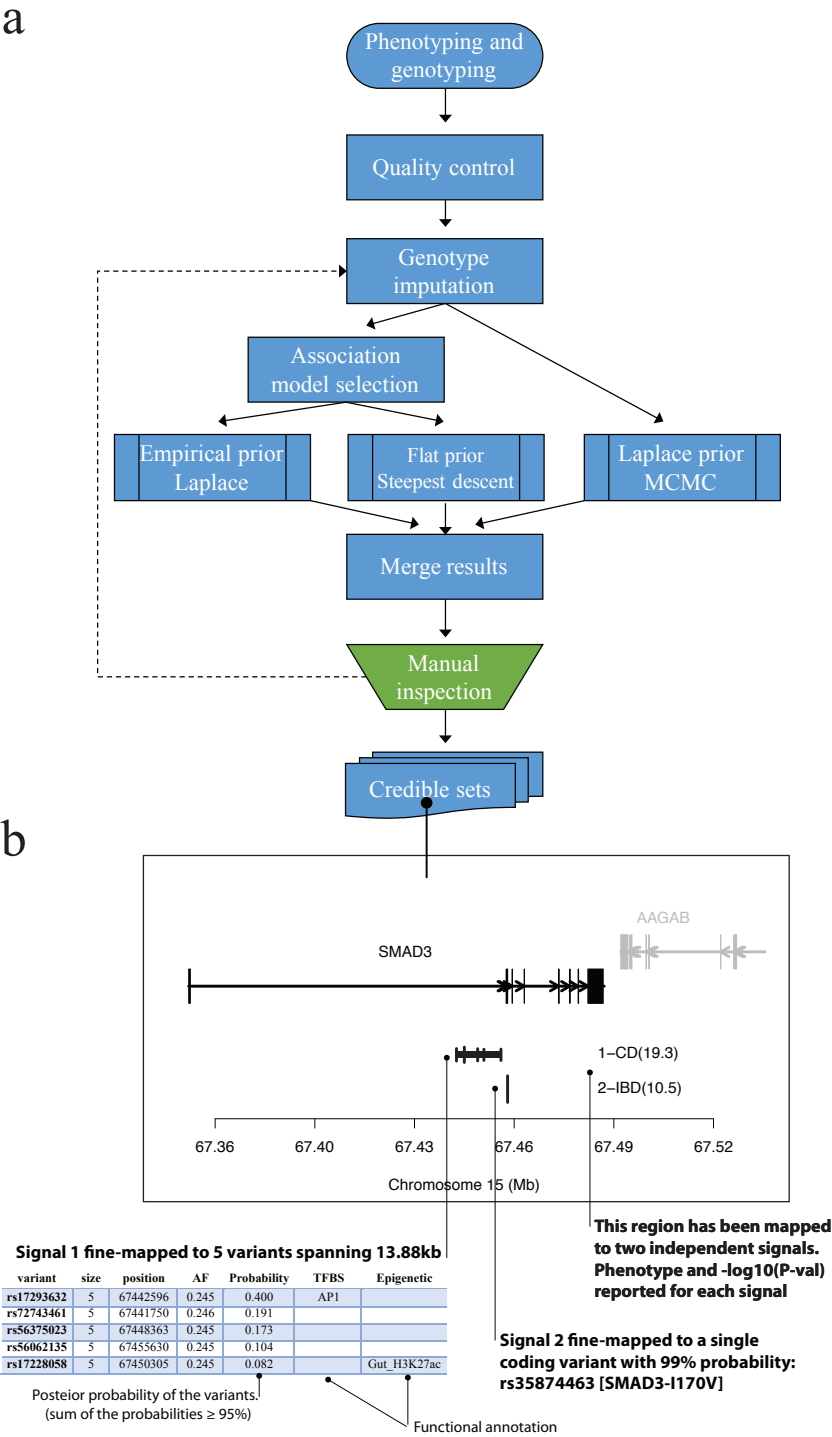 a
Phenotyping and
genotyping
Quality control
Genotype
imputation
Association
model selection
Empirical prior
Laplace
Flat prior
Steepest descent
Laplace prior
MCMC
Merge results
Manual
inspection
Credible sets
b
AAGAB
SMAD3
1−CD(19.3)
2−IBD(10.5)
67.36 67.40 67.43 67.46 67.49 67.52
Chromosome 15 (Mb)
This region has been mapped
to two independent signals.
Phenotype and -log10(P-val)
reported for each signal
Signal 1 fine-mapped to 5 variants spanning 13.88kb
variant size position AF Probability TFBS Epigenetic
rs17293632 5 67442596 0.245 0.400 AP1
rs72743461 5 67441750 0.246 0.191
rs56375023 5 67448363 0.245 0.173
rs56062135 5 67455630 0.245 0.104
rs17228058 5 67450305 0.245 0.082 Gut_H3K27ac
Signal 2 fine-mapped to a single
coding variant with 99% probability:
rs35874463 [SMAD3-I170V]
Posteior probability of the variants.
(sum of the probabilities ≥ 95%)
Functional annotation